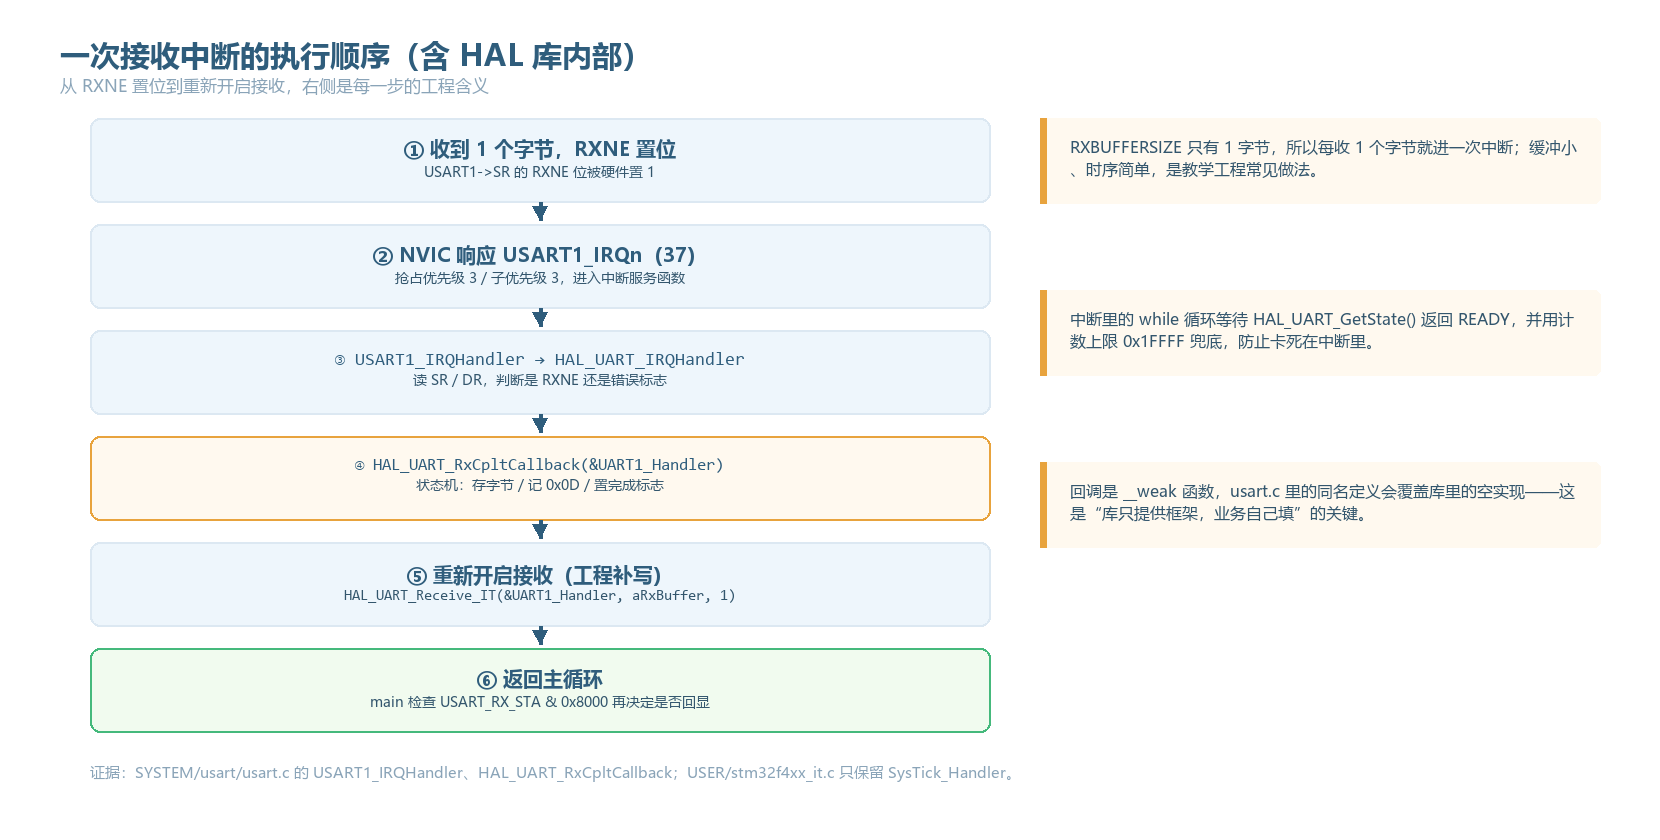 一次接收中断的执行顺序（含 HAL 库内部）
从 RXNE 置位到重新开启接收，右侧是每一步的工程含义
① 收到 1 个字节，RXNE 置位
USART1->SR 的 RXNE 位被硬件置 1
② NVIC 响应 USART1_IRQn（37）
抢占优先级 3 / 子优先级 3，进入中断服务函数
③ USART1_IRQHandler → HAL_UART_IRQHandler
读 SR / DR，判断是 RXNE 还是错误标志
④ HAL_UART_RxCpltCallback(&UART1_Handler)
状态机：存字节 / 记 0x0D / 置完成标志
⑤ 重新开启接收（工程补写）
HAL_UART_Receive_IT(&UART1_Handler, aRxBuffer, 1)
⑥ 返回主循环
main 检查 USART_RX_STA & 0x8000 再决定是否回显
RXBUFFERSIZE 只有 1 字节，所以每收 1 个字节就进一次中断；缓冲小
、时序简单，是教学工程常见做法。
中断里的 while 循环等待 HAL_UART_GetState() 返回 READY，并用计
数上限 0x1FFFF 兜底，防止卡死在中断里。
回调是 __weak 函数，usart.c 里的同名定义会覆盖库里的空实现——这
是“库只提供框架，业务自己填”的关键。
证据：SYSTEM/usart/usart.c 的 USART1_IRQHandler、HAL_UART_RxCpltCallback；USER/stm32f4xx_it.c 只保留 SysTick_Handler。